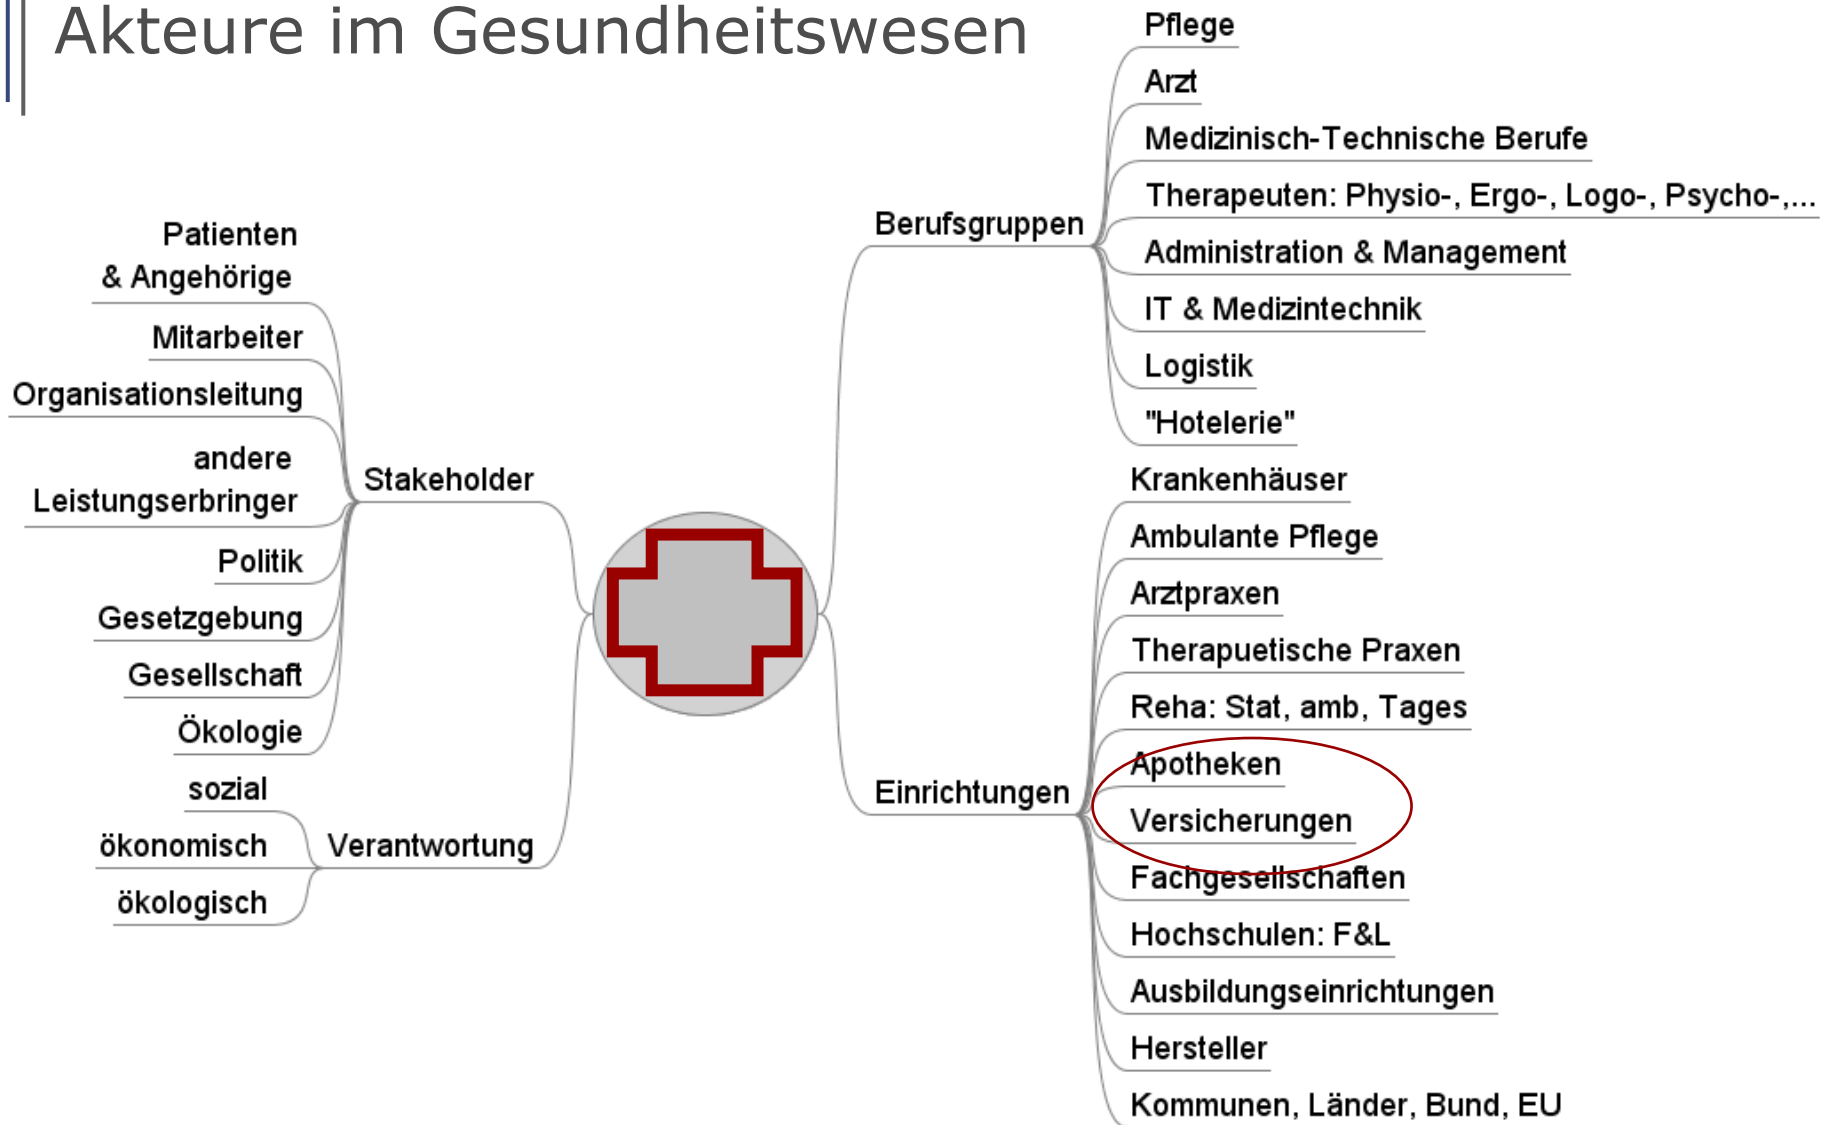 Akteure im Gesundheitswesen
Patienten
& Angehörige
Mitarbeiter
Organisationsleitung
andere
Leistungserbringer
Politik
Gesetzgebung
Gesellschaft
Ökologie
Stakeholder
sozial
ökonomisch
ökologisch
Verantwortung
Berufsgruppen
Pflege
Arzt
Medizinisch-Technische Berufe
Therapeuten: Physio-, Ergo-, Logo-, Psycho-,...
Administration & Management
IT & Medizintechnik
Logistik
"Hotelerie"
Einrichtungen
Krankenhäuser
Ambulante Pflege
Arztpraxen
Therapuetische Praxen
Reha: Stat, amb, Tages
Apotheken
Versicherungen
Fachgesellschaften
Hochschulen: F&L
Ausbildungseinrichtungen
Hersteller
Kommunen, Länder, Bund, EU